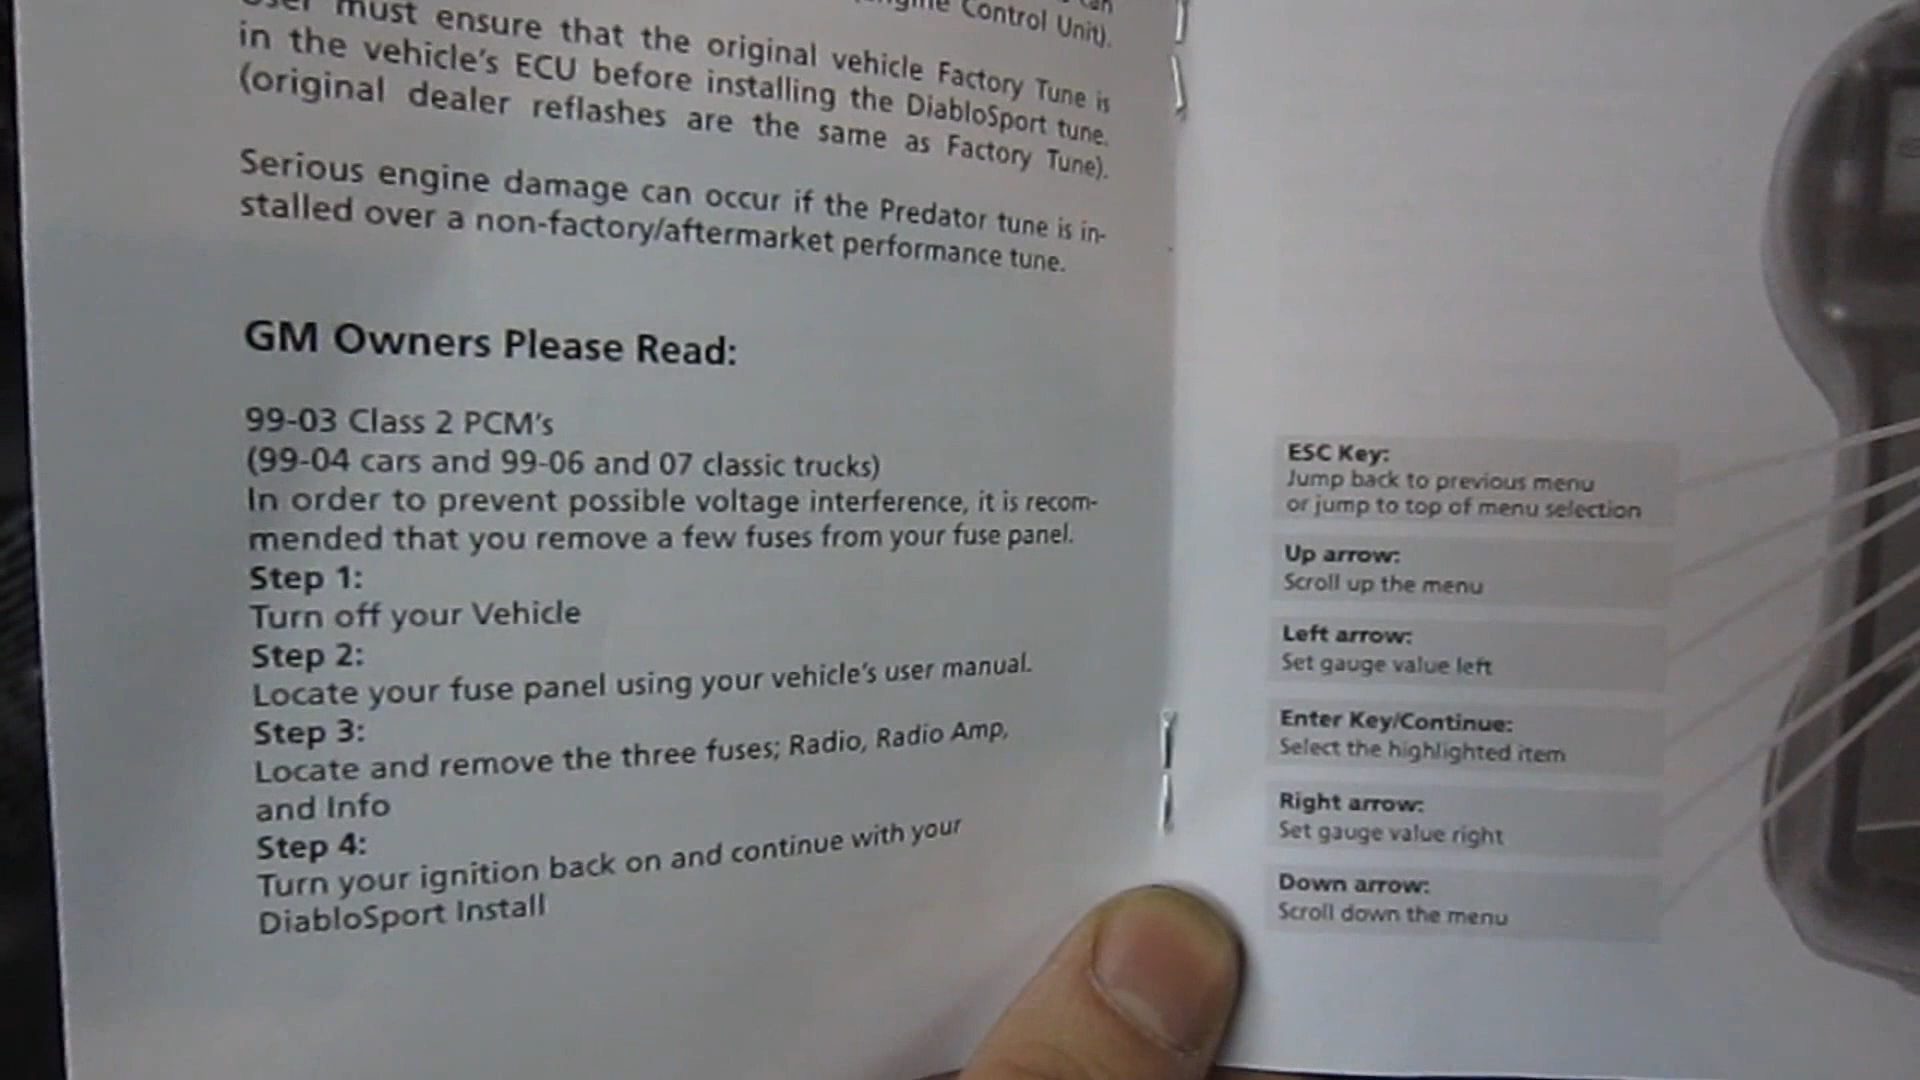 Control Unit).
must ensure that the original vehicle Factory Tune is
in the vehicle's ECU before installing the DiabloSport tune.
(original dealer reflashes are the same as Factory Tune).
Serious engine damage can occur if the Predator tune is in-
stalled over a non-factory/aftermarket performance tune.
GM Owners Please Read:
99-03 Class 2 PCM's
(99-04 cars and 99-06 and 07 classic trucks)
In order to prevent possible voltage interference, it is recom-
mended that you remove a few fuses from your fuse panel.
Step 1:
Turn off your Vehicle
Step 2:
Locate your fuse panel using your vehicle's user manual.
Step 3:
Locate and remove the three fuses; Radio, Radio Amp,
and Info
Step 4:
Turn your ignition back on and continue with your
DiabloSport Install
ESC Key:
Jump back to previous menu
or jump to top of menu selection
Up arrow:
Scroll up the menu
Left arrow:
Set gauge value left
Enter Key/Continue:
Select the highlighted item
Right arrow:
Set gauge value right
Down arrow:
Scroll down the menu